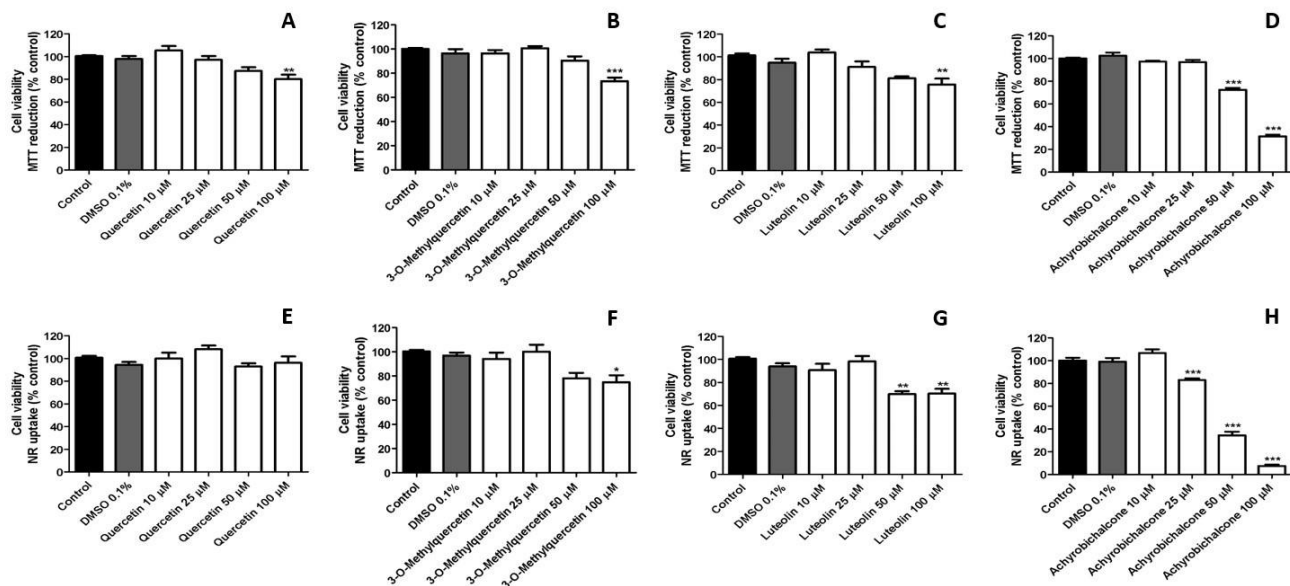 A
Cell viability
MTT reduction (% control)
120
100
80
60
40
20
0
**
Control
DMSO 0.1%
Quercetin 10 µM
Quercetin 25 µM
Quercetin 50 µM
Quercetin 100 µM
B
Cell viability
MTT reduction (% control)
120
100
80
60
40
20
0
***
Control
DMSO 0.1%
3-O-Methylquercetin 10 µM
3-O-Methylquercetin 25 µM
3-O-Methylquercetin 50 µM
3-O-Methylquercetin 100 µM
C
Cell viability
MTT reduction (% control)
120
100
80
60
40
20
0
**
Control
DMSO 0.1%
Luteolin 10 µM
Luteolin 25 µM
Luteolin 50 µM
Luteolin 100 µM
D
Cell viability
MTT reduction (% control)
120
100
80
60
40
20
0
***
***
Control
DMSO 0.1%
Achyrobichalcone 10 µM
Achyrobichalcone 25 µM
Achyrobichalcone 50 µM
Achyrobichalcone 100 µM
E
Cell viability
NR uptake (% control)
120
100
80
60
40
20
0
Control
DMSO 0.1%
Quercetin 10 µM
Quercetin 25 µM
Quercetin 50 µM
Quercetin 100 µM
F
Cell viability
NR uptake (% control)
120
100
80
60
40
20
0
*
Control
DMSO 0.1%
3-O-Methylquercetin 10 µM
3-O-Methylquercetin 25 µM
3-O-Methylquercetin 50 µM
3-O-Methylquercetin 100 µM
G
Cell viability
NR uptake (% control)
120
100
80
60
40
20
0
**
**
Control
DMSO 0.1%
Luteolin 10 µM
Luteolin 25 µM
Luteolin 50 µM
Luteolin 100 µM
H
Cell viability
NR uptake (% control)
120
100
80
60
40
20
0
***
***
***
Control
DMSO 0.1%
Achyrobichalcone 10 µM
Achyrobichalcone 25 µM
Achyrobichalcone 50 µM
Achyrobichalcone 100 µM